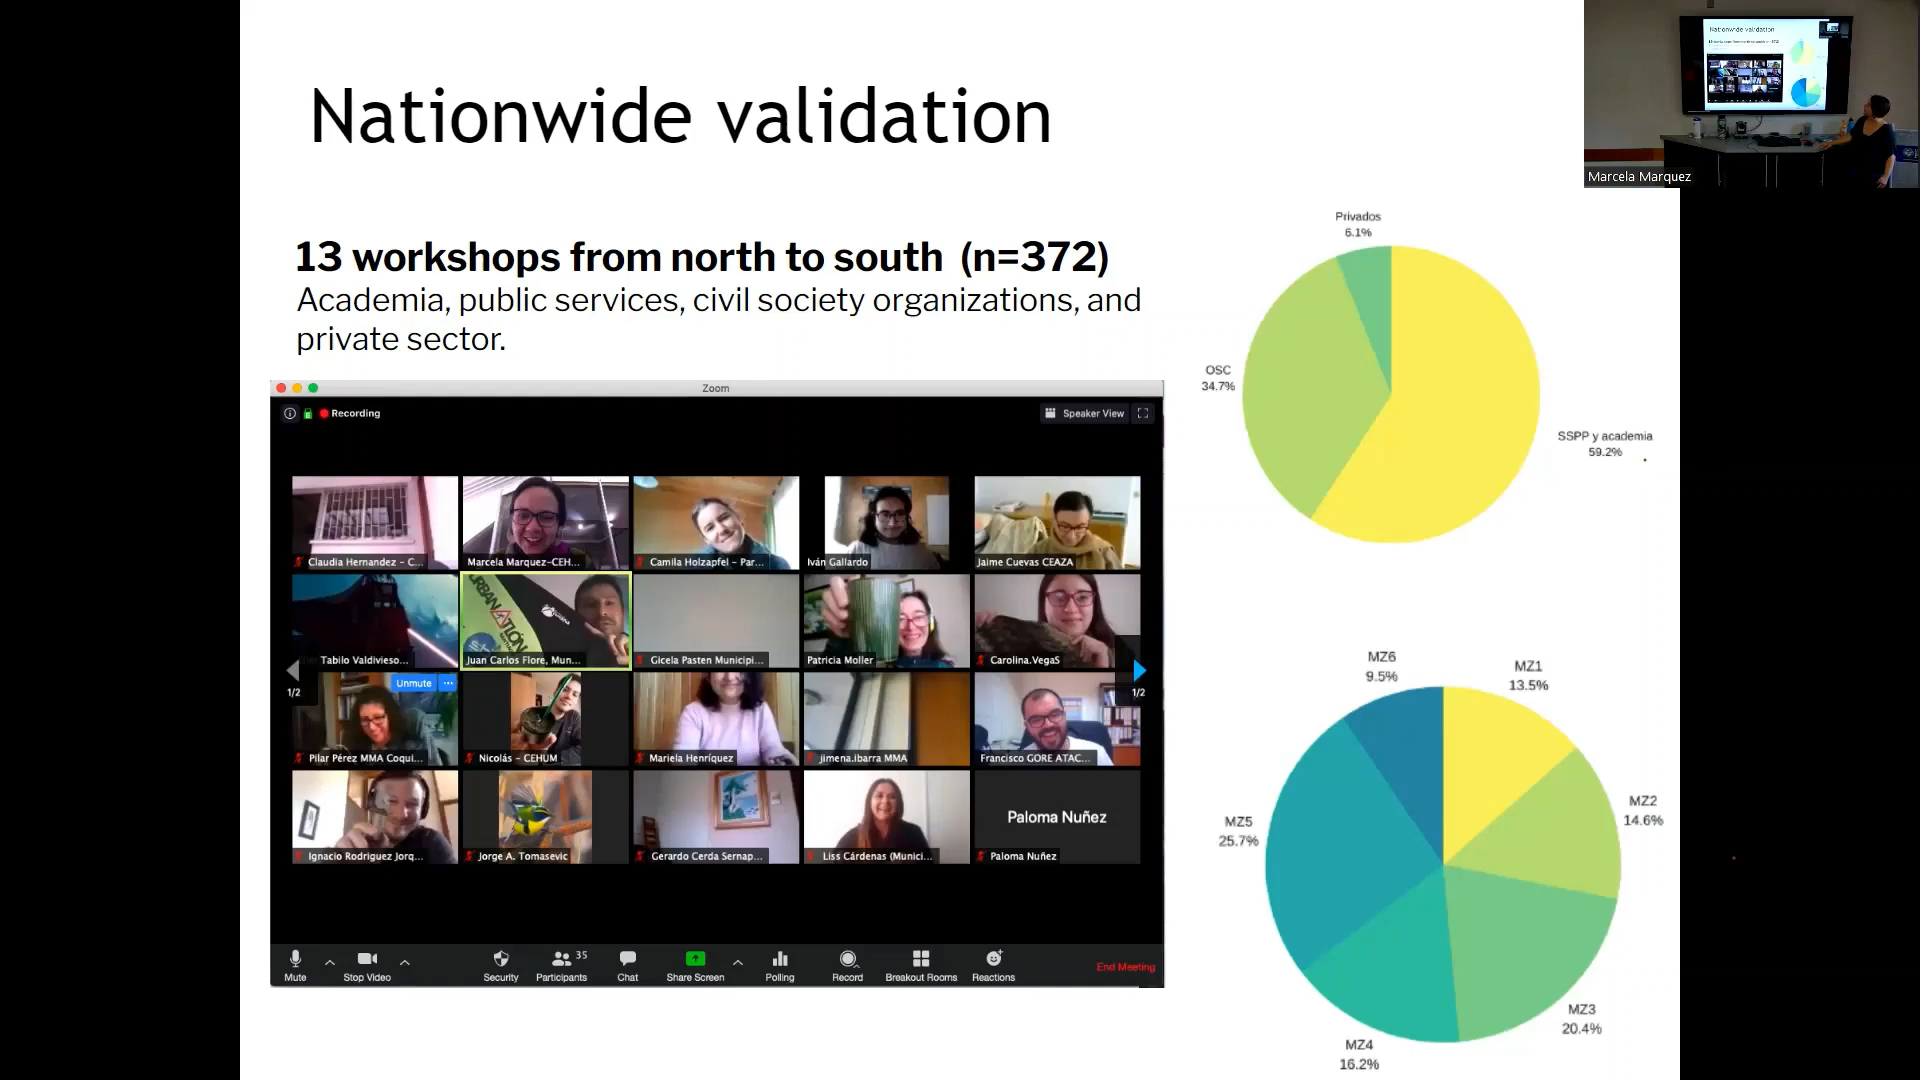 Nationwide validation
Marcela Marquez
13 workshops from north to south (n=372)
Academia, public services, civil society organizations, and
private sector.
Privados
6.1%
OSC
34.7%
SSPP y academia
59.2%
Zoom
Recording
Speaker View
Claudia Hernandez – C...
Marcela Marquez-CEH...
Camila Holzapfel – Par...
Iván Gallardo
Jaime Cuevas CEAZA
Tabilo Valdivieso...
Juan Carlos Flore, Mun...
Gicela Pasten Municipi...
Patricia Moller
Carolina.VegaS
1/2
1/2
Unmute ...
Pilar Pérez MMA Coqui...
Nicolás – CEHUM
Mariela Henríquez
jimena.ibarra MMA
Francisco GORE ATAC...
Paloma Nuñez
Ignacio Rodriguez Jorq...
Jorge A. Tomasevic
Gerardo Cerda Sernap...
Liss Cárdenas (Munici...
Paloma Nuñez
Mute
Stop Video
Security
Participants 35
Chat
Share Screen
Polling
Record
Breakout Rooms
Reactions
End Meeting
MZ6
9.5%
MZ1
13.5%
MZ2
14.6%
MZ5
25.7%
MZ3
20.4%
MZ4
16.2%
Nationwide validation